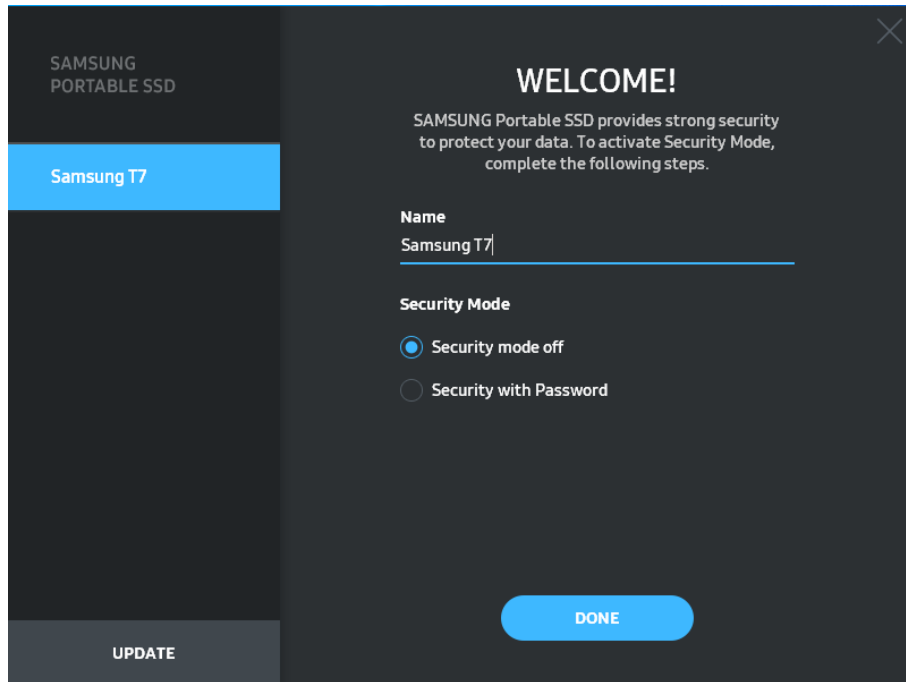 SAMSUNG
PORTABLE SSD
Samsung T7
UPDATE
WELCOME!
SAMSUNG Portable SSD provides strong security
to protect your data. To activate Security Mode,
complete the following steps.
Name
Samsung T7
Security Mode
Security mode off
Security with Password
DONE